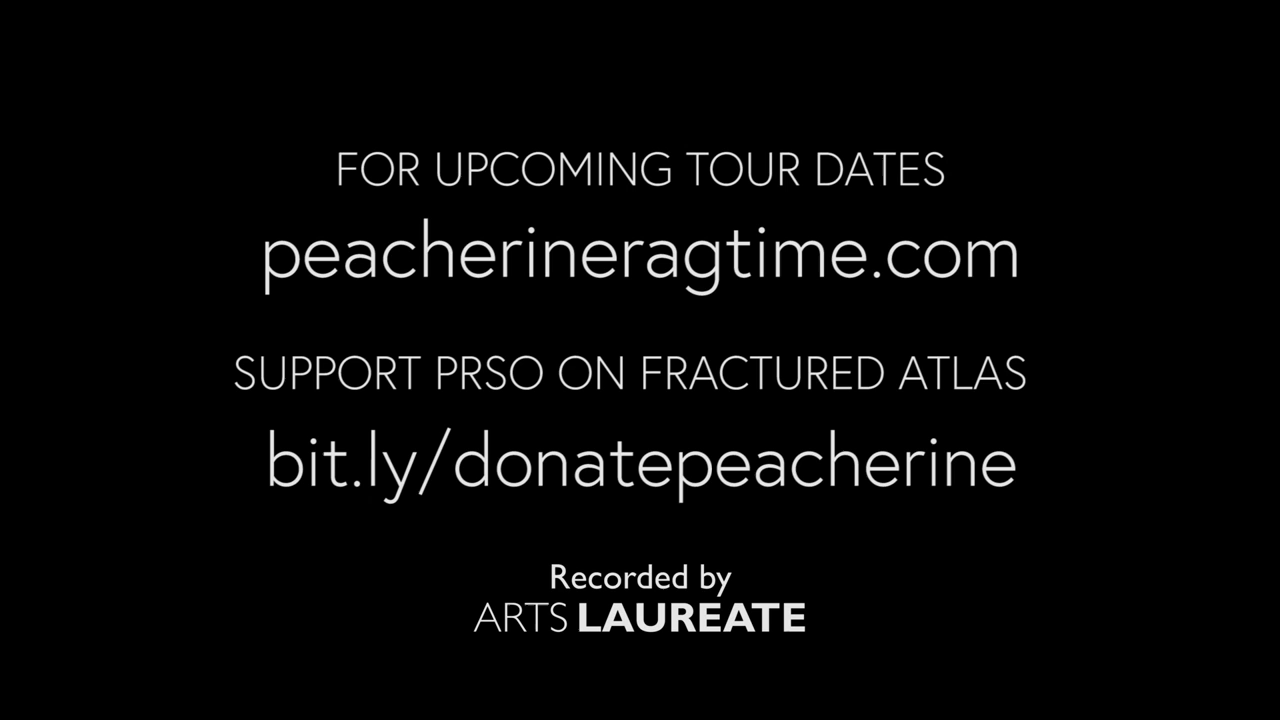 FOR UPCOMING TOUR DATES
peacherineragtime.com
SUPPORT PRSO ON FRACTURED ATLAS
bit.ly/donatepeacherine
Recorded by
ARTS LAUREATE